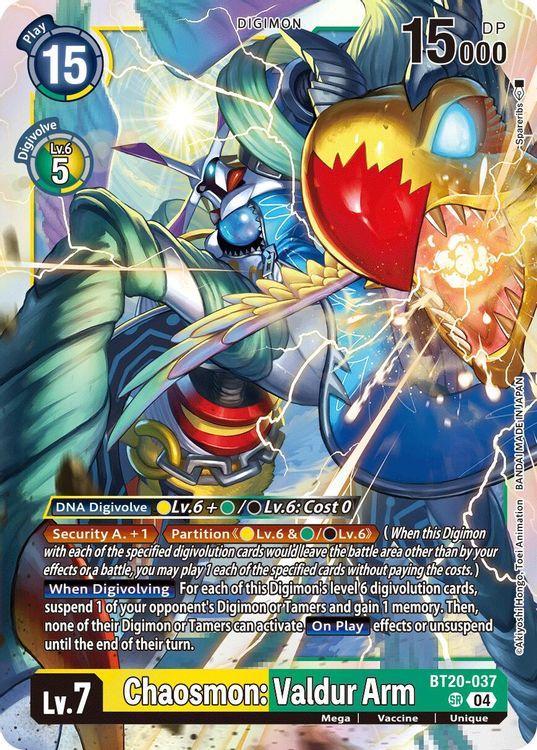 DIGIMON
Play
15
DP
15000
Digivolve
Lv.6
5
Spareribs
©Akiyoshi Hongo, Toei Animation BANDAI MADE IN JAPAN
DNA Digivolve Lv.6 + / Lv.6: Cost 0
Security A. +1 Partition《Lv.6 & / Lv.6》 (When this Digimon
with each of the specified digivolution cards would leave the battle area other than by your
effects or a battle, you may play 1 each of the specified cards without paying the costs.)
When Digivolving For each of this Digimon's level 6 digivolution cards,
suspend 1 of your opponent's Digimon or Tamers and gain 1 memory. Then,
none of their Digimon or Tamers can activate On Play effects or unsuspend
until the end of their turn.
Lv.7
Chaosmon: Valdur Arm
BT20-037
SR 04
Mega | Vaccine | Unique